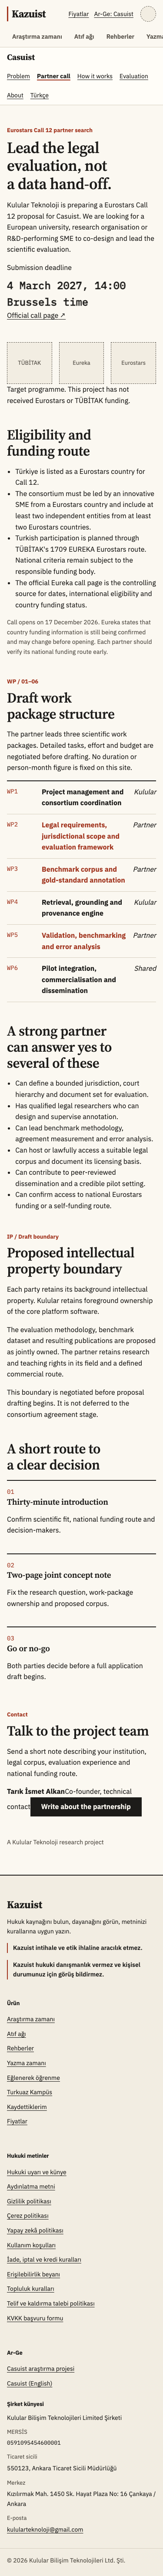 Kazuist
Fiyatlar
Ar-Ge: Casuist
Araştırma zamanı
Atıf ağı
Rehberler
Yazma
Casuist
Problem
Partner call
How it works
Evaluation
About
Türkçe
Eurostars Call 12 partner search
Lead the legal
evaluation, not
a data hand-off.
Kulular Teknoloji is preparing a Eurostars Call
12 proposal for Casuist. We are looking for a
European university, research organisation or
R&D-performing SME to co-design and lead the
scientific evaluation.
Submission deadline
4 March 2027, 14:00
Brussels time
Official call page ↗
TÜBİTAK
Eureka
Eurostars
Target programme. This project has not
received Eurostars or TÜBİTAK funding.
Eligibility and
funding route
• Türkiye is listed as a Eurostars country for
Call 12.
• The consortium must be led by an innovative
SME from a Eurostars country and include at
least two independent entities from at least
two Eurostars countries.
• Turkish participation is planned through
TÜBİTAK's 1709 EUREKA Eurostars route.
National criteria remain subject to the
responsible funding body.
• The official Eureka call page is the controlling
source for dates, international eligibility and
country funding status.
Call opens on 17 December 2026. Eureka states that
country funding information is still being confirmed
and may change before opening. Each partner should
verify its national funding route early.
WP / 01–06
Draft work
package structure
The partner leads three scientific work
packages. Detailed tasks, effort and budget are
negotiated before drafting. No duration or
person-month figure is fixed on this site.
WP1
Project management and
consortium coordination
Kulular
WP2
Legal requirements,
jurisdictional scope and
evaluation framework
Partner
WP3
Benchmark corpus and
gold-standard annotation
Partner
WP4
Retrieval, grounding and
provenance engine
Kulular
WP5
Validation, benchmarking
and error analysis
Partner
WP6
Pilot integration,
commercialisation and
dissemination
Shared
A strong partner
can answer yes to
several of these
• Can define a bounded jurisdiction, court
hierarchy and document set for evaluation.
• Has qualified legal researchers who can
design and supervise annotation.
• Can lead benchmark methodology,
agreement measurement and error analysis.
• Can host or lawfully access a suitable legal
corpus and document its licensing basis.
• Can contribute to peer-reviewed
dissemination and a credible pilot setting.
• Can confirm access to national Eurostars
funding or a self-funding route.
IP / Draft boundary
Proposed intellectual
property boundary
Each party retains its background intellectual
property. Kulular retains foreground ownership
of the core platform software.
The evaluation methodology, benchmark
dataset and resulting publications are proposed
as jointly owned. The partner retains research
and teaching rights in its field and a defined
commercial route.
This boundary is negotiated before proposal
drafting begins. It is not deferred to the
consortium agreement stage.
A short route to
a clear decision
01
Thirty-minute introduction
Confirm scientific fit, national funding route and
decision-makers.
02
Two-page joint concept note
Fix the research question, work-package
ownership and proposed corpus.
03
Go or no-go
Both parties decide before a full application
draft begins.
Contact
Talk to the project team
Send a short note describing your institution,
legal corpus, evaluation experience and
national funding route.
Tarık İsmet AlkanCo-founder, technical
contact
Write about the partnership
A Kulular Teknoloji research project
Kazuist
Hukuk kaynağını bulun, dayanağını görün, metninizi
kurallarına uygun yazın.
Kazuist intihale ve etik ihlaline aracılık etmez.
Kazuist hukuki danışmanlık vermez ve kişisel
durumunuz için görüş bildirmez.
Ürün
Araştırma zamanı
Atıf ağı
Rehberler
Yazma zamanı
Eğlenerek öğrenme
Turkuaz Kampüs
Kaydettiklerim
Fiyatlar
Hukuki metinler
Hukuki uyarı ve künye
Aydınlatma metni
Gizlilik politikası
Çerez politikası
Yapay zekâ politikası
Kullanım koşulları
İade, iptal ve kredi kuralları
Erişilebilirlik beyanı
Topluluk kuralları
Telif ve kaldırma talebi politikası
KVKK başvuru formu
Ar-Ge
Casuist araştırma projesi
Casuist (English)
Şirket künyesi
Kulular Bilişim Teknolojileri Limited Şirketi
MERSİS
0591095454600001
Ticaret sicili
550123, Ankara Ticaret Sicili Müdürlüğü
Merkez
Kızılırmak Mah. 1450 Sk. Hayat Plaza No: 16 Çankaya /
Ankara
E-posta
kulularteknoloji@gmail.com
© 2026 Kulular Bilişim Teknolojileri Ltd. Şti.